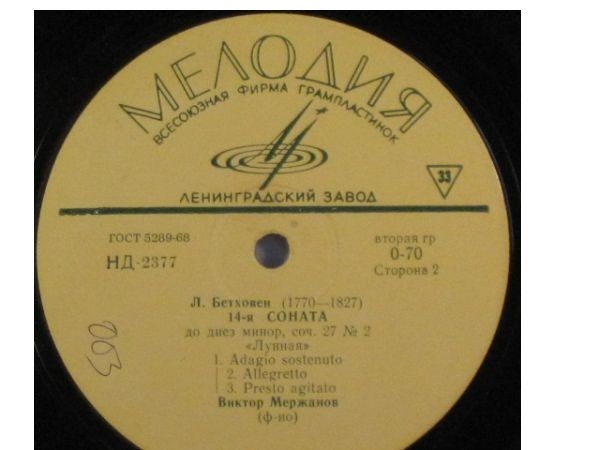 МЕЛОДИЯ
ВСЕСОЮЗНАЯ ФИРМА ГРАМПЛАСТИНОК
33
ЛЕНИНГРАДСКИЙ ЗАВОД
ГОСТ 5289-68
вторая гр
НД-2377
0-70
Сторона 2
Л. Бетховен (1770—1827)
14-я СОНАТА
до диез минор, соч. 27 № 2
«Лунная»
1. Adagio sostenuto
2. Allegretto
3. Presto agitato
Виктор Мержанов
(ф-но)
003